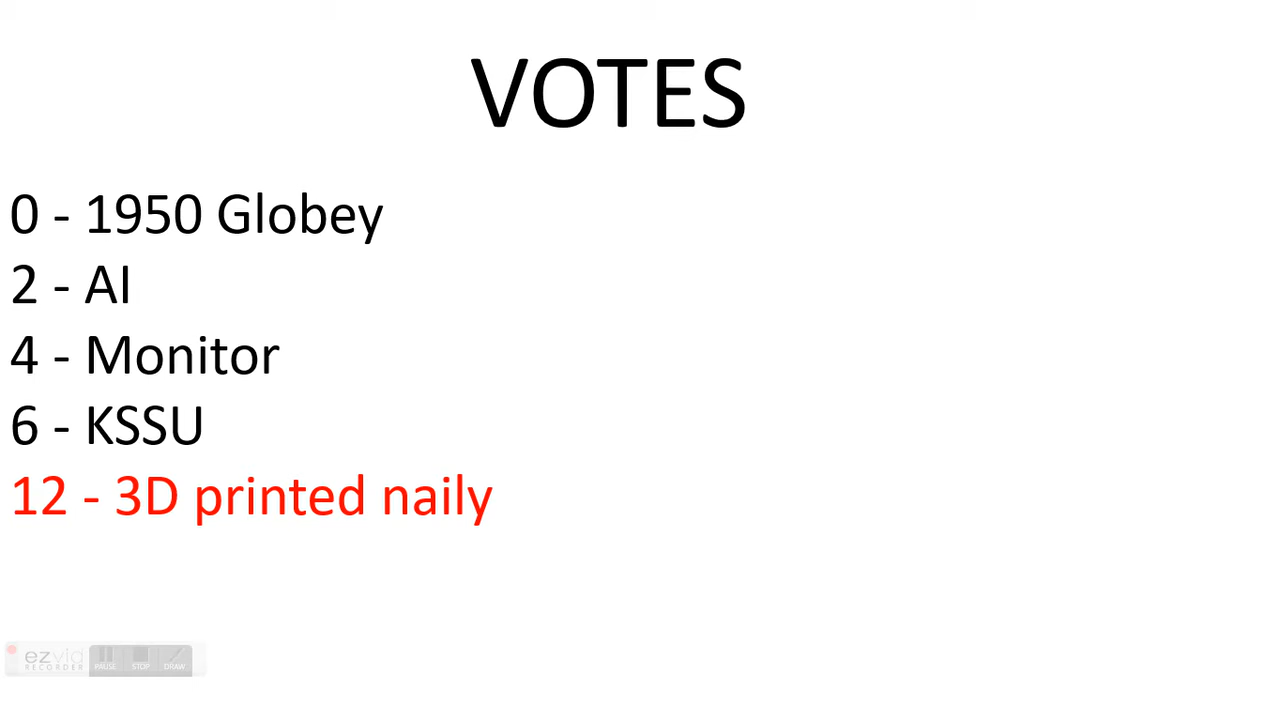 VOTES
0 - 1950 Globey
2 - AI
4 - Monitor
6 - KSSU
12 - 3D printed naily
ezvid
RECORDER
PAUSE STOP DRAW